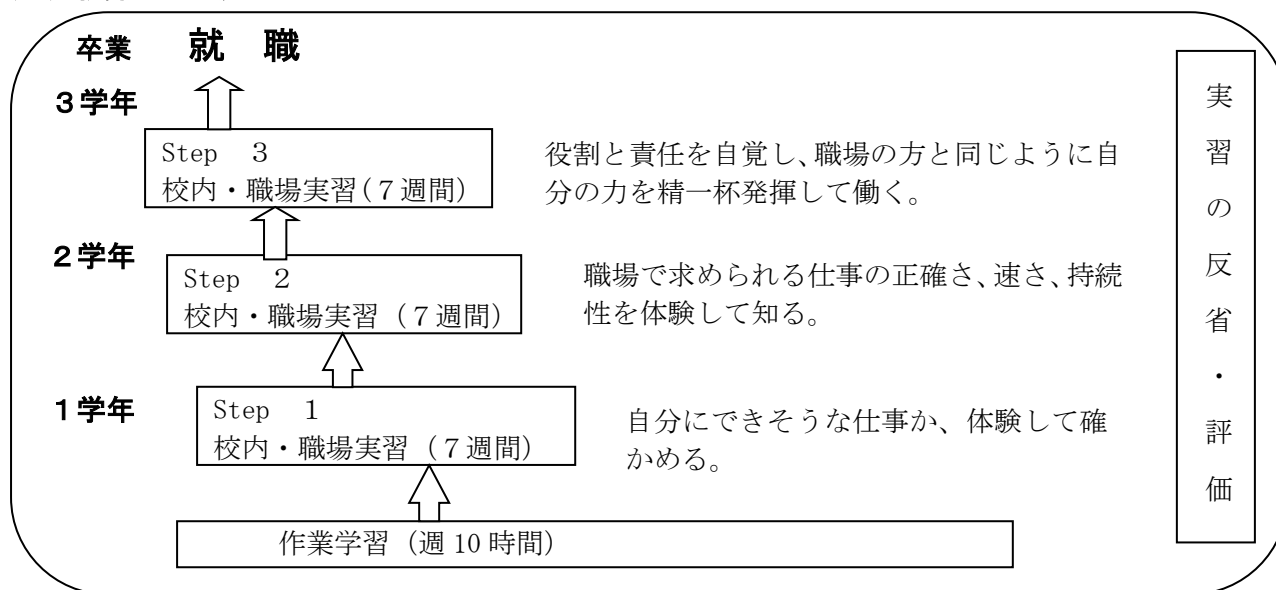 卒業 就 職
3学年
Step 3
校内・職場実習(7週間)
役割と責任を自覚し、職場の方と同じように自
分の力を精一杯発揮して働く。
2学年
Step 2
校内・職場実習（7週間）
職場で求められる仕事の正確さ、速さ、持続
性を体験して知る。
1学年
Step 1
校内・職場実習（7週間）
自分にできそうな仕事か、体験して確
かめる。
作業学習（週10時間）
実習の反省・評価